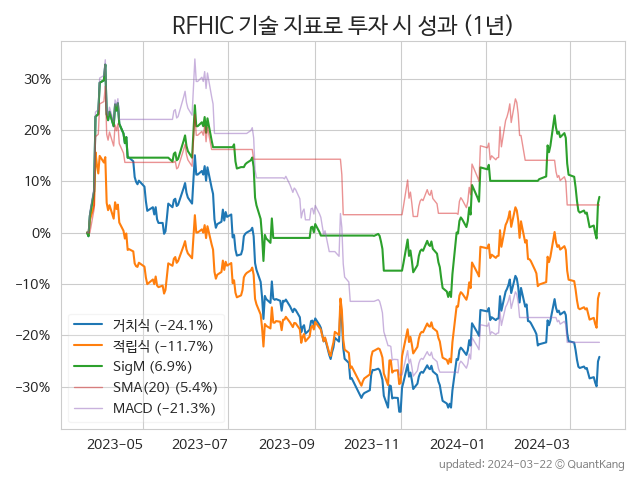 RFHIC 기술 지표로 투자 시 성과 (1년)
30%
20%
10%
0%
−10%
−20%
−30%
거치식 (−24.1%)
적립식 (−11.7%)
SigM (6.9%)
SMA(20) (5.4%)
MACD (−21.3%)
2023−05 2023−07 2023−09 2023−11 2024−01 2024−03
updated: 2024−03−22 © QuantKang